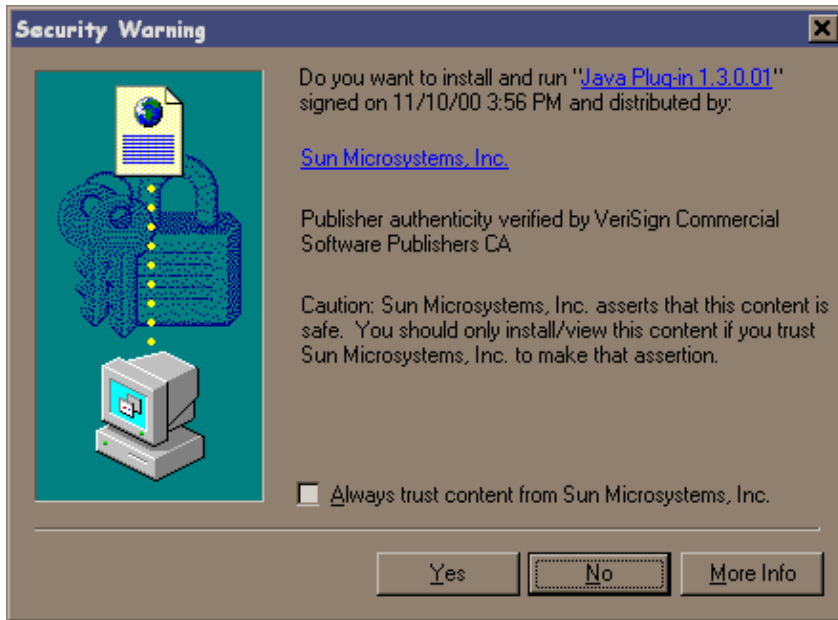 Security Warning
Do you want to install and run "Java Plug-in 1.3.0.01"
signed on 11/10/00 3:56 PM and distributed by:
Sun Microsystems, Inc.
Publisher authenticity verified by VeriSign Commercial
Software Publishers CA
Caution: Sun Microsystems, Inc. asserts that this content is
safe. You should only install/view this content if you trust
Sun Microsystems, Inc. to make that assertion.
Always trust content from Sun Microsystems, Inc.
Yes No More Info